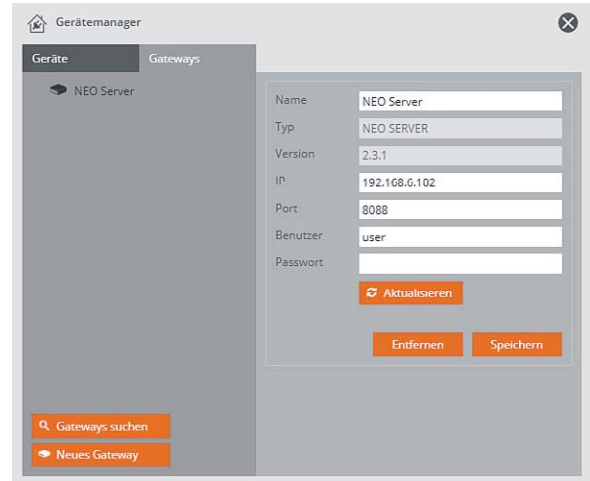 Gerätemanager
Geräte
Gateways
NEO Server
Name NEO Server
Typ NEO SERVER
Version 2.3.1
IP 192.168.6.102
Port 8088
Benutzer user
Passwort
Aktualisieren
Entfernen Speichern
Gateways suchen
Neues Gateway